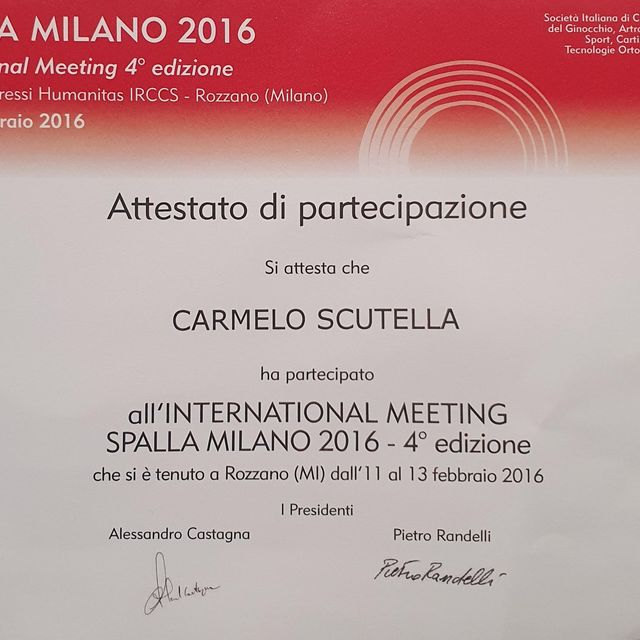 A MILANO 2016
nal Meeting 4° edizione
ressi Humanitas IRCCS - Rozzano (Milano)
raio 2016
Società Italiana di C
del Ginocchio, Artro
Sport, Carti
Tecnologie Orto
Attestato di partecipazione
Si attesta che
CARMELO SCUTELLA
ha partecipato
all'INTERNATIONAL MEETING
SPALLA MILANO 2016 - 4° edizione
che si è tenuto a Rozzano (MI) dall'11 al 13 febbraio 2016
I Presidenti
Alessandro Castagna
Pietro Randelli
Pietro Randelli